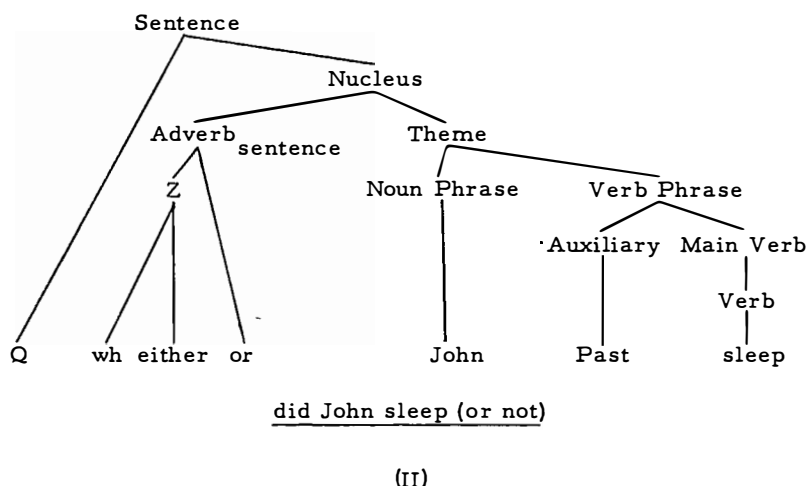 Sentence
Nucleus
Adverb sentence Theme
Z Noun Phrase Verb Phrase
Auxiliary Main Verb
Verb
Q wh either or John Past sleep
did John sleep (or not)
(II)